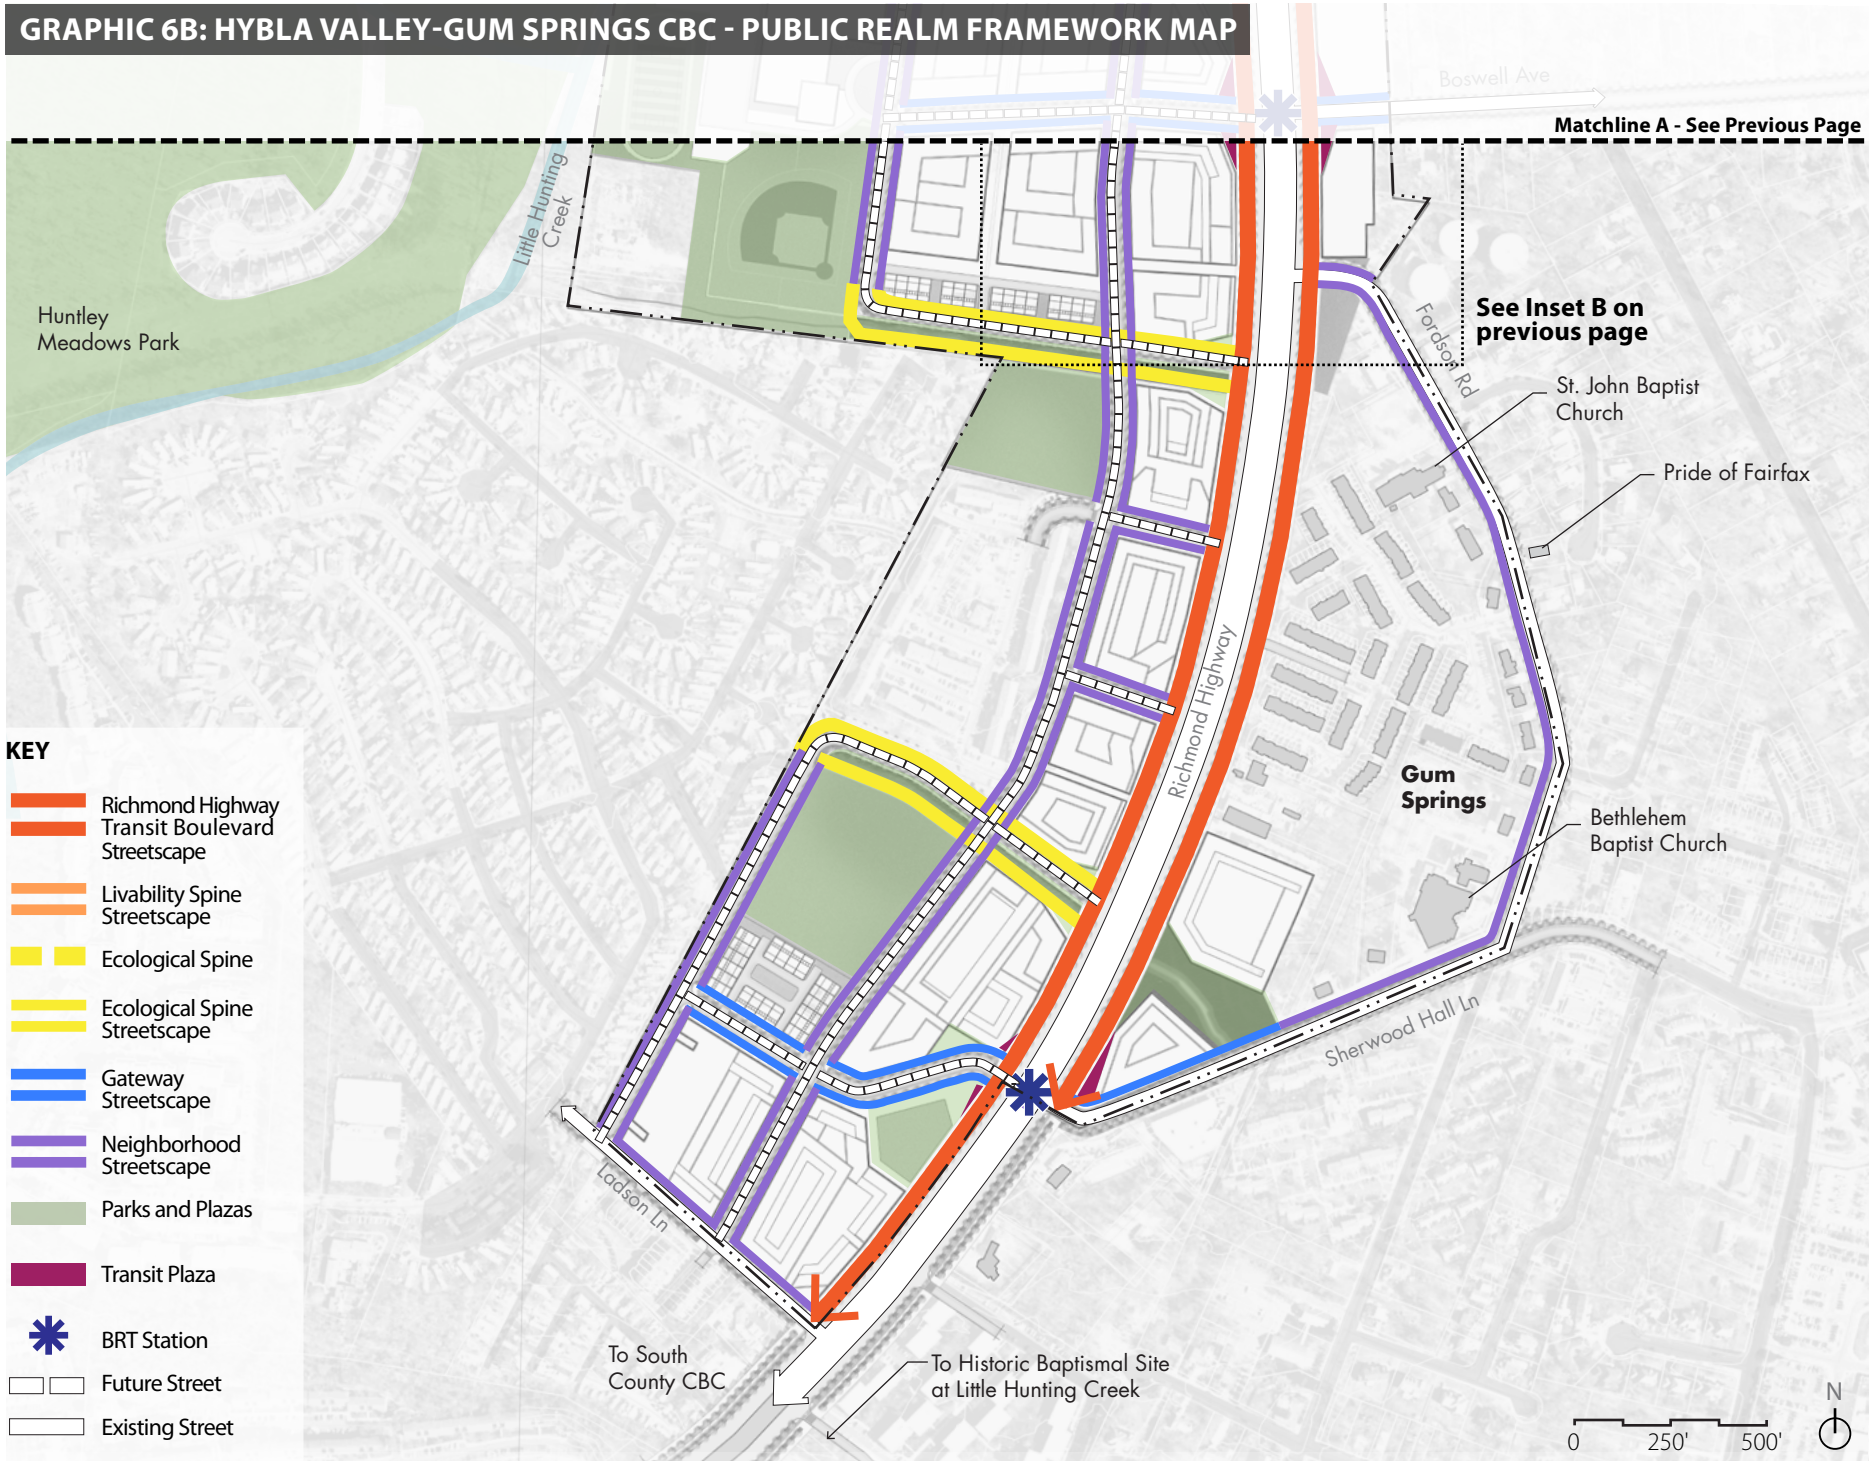 GRAPHIC 6B: HYBLA VALLEY-GUM SPRINGS CBC - PUBLIC REALM FRAMEWORK MAP
Boswell Ave
Matchline A - See Previous Page
Little Hunting
Creek
Huntley
Meadows Park
See Inset B on
previous page
Fordson Rd
St. John Baptist
Church
Pride of Fairfax
Richmond Highway
Gum
Springs
Bethlehem
Baptist Church
Sherwood Hall Ln
Ladson Ln
To South
County CBC
To Historic Baptismal Site
at Little Hunting Creek
KEY
Richmond Highway
Transit Boulevard
Streetscape
Livability Spine
Streetscape
Ecological Spine
Ecological Spine
Streetscape
Gateway
Streetscape
Neighborhood
Streetscape
Parks and Plazas
Transit Plaza
BRT Station
Future Street
Existing Street
N
0 250' 500'